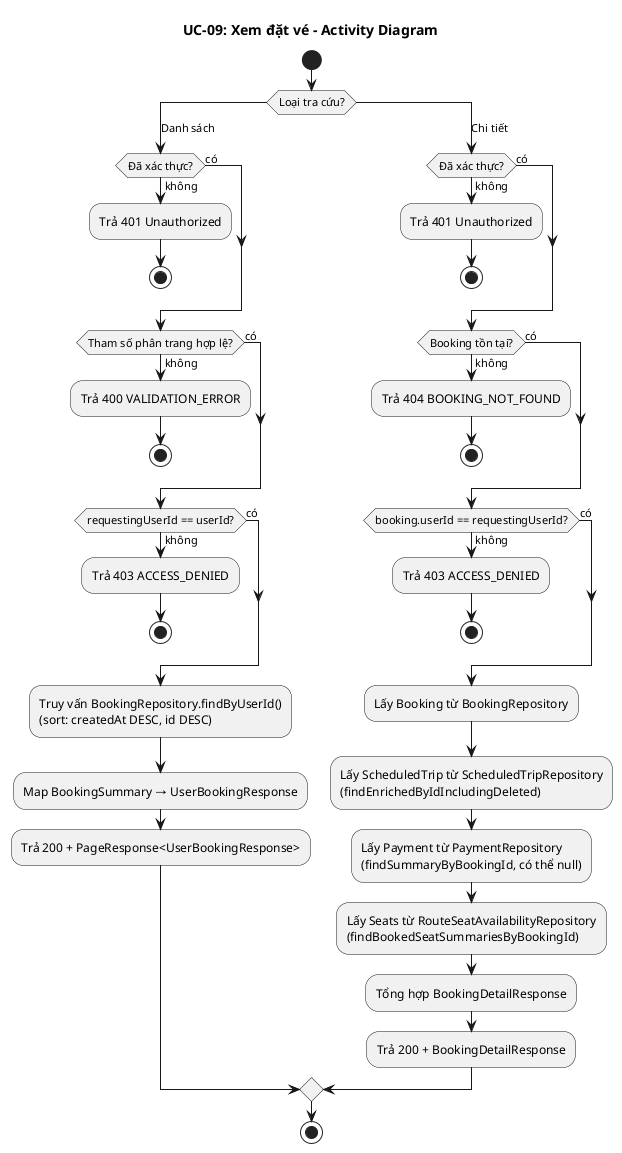 UC-09: Xem đặt vé - Activity Diagram
Loại tra cứu?
Danh sách
Đã xác thực?
có
không
Trả 401 Unauthorized
Tham số phân trang hợp lệ?
có
không
Trả 400 VALIDATION_ERROR
requestingUserId == userId?
có
không
Trả 403 ACCESS_DENIED
Truy vấn BookingRepository.findByUserId()
(sort: createdAt DESC, id DESC)
Map BookingSummary → UserBookingResponse
Trả 200 + PageResponse<UserBookingResponse>
Chi tiết
Đã xác thực?
có
không
Trả 401 Unauthorized
Booking tồn tại?
có
không
Trả 404 BOOKING_NOT_FOUND
booking.userId == requestingUserId?
có
không
Trả 403 ACCESS_DENIED
Lấy Booking từ BookingRepository
Lấy ScheduledTrip từ ScheduledTripRepository
(findEnrichedByIdIncludingDeleted)
Lấy Payment từ PaymentRepository
(findSummaryByBookingId, có thể null)
Lấy Seats từ RouteSeatAvailabilityRepository
(findBookedSeatSummariesByBookingId)
Tổng hợp BookingDetailResponse
Trả 200 + BookingDetailResponse